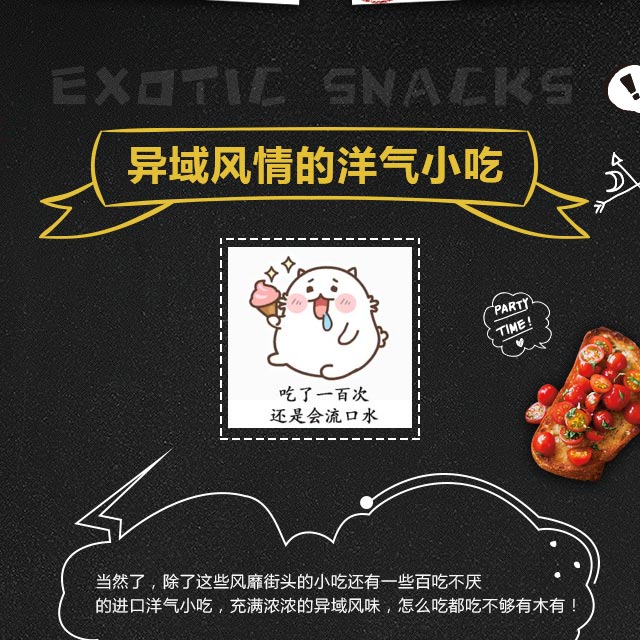 EXOTIC SNACKS
异域风情的洋气小吃
PARTY
TIME!
吃了一百次
还是会流口水
当然了，除了这些风靡街头的小吃还有一些百吃不厌
的进口洋气小吃，充满浓浓的异域风味，怎么吃都吃不够有木有！